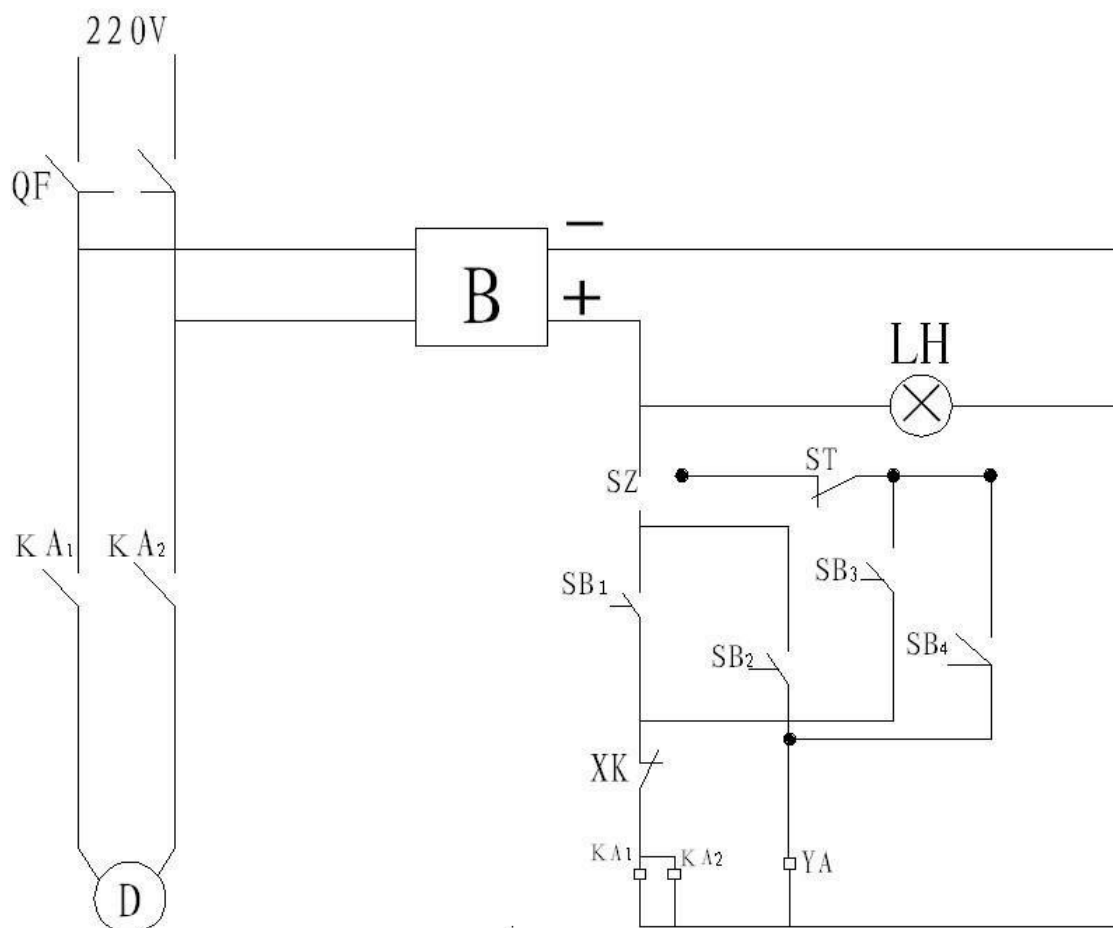 220V
QF
−
B
+
LH
ST
SZ
KA₁ KA₂
SB₁
SB₃
SB₂
SB₄
XK
KA₁
KA₂
YA
D